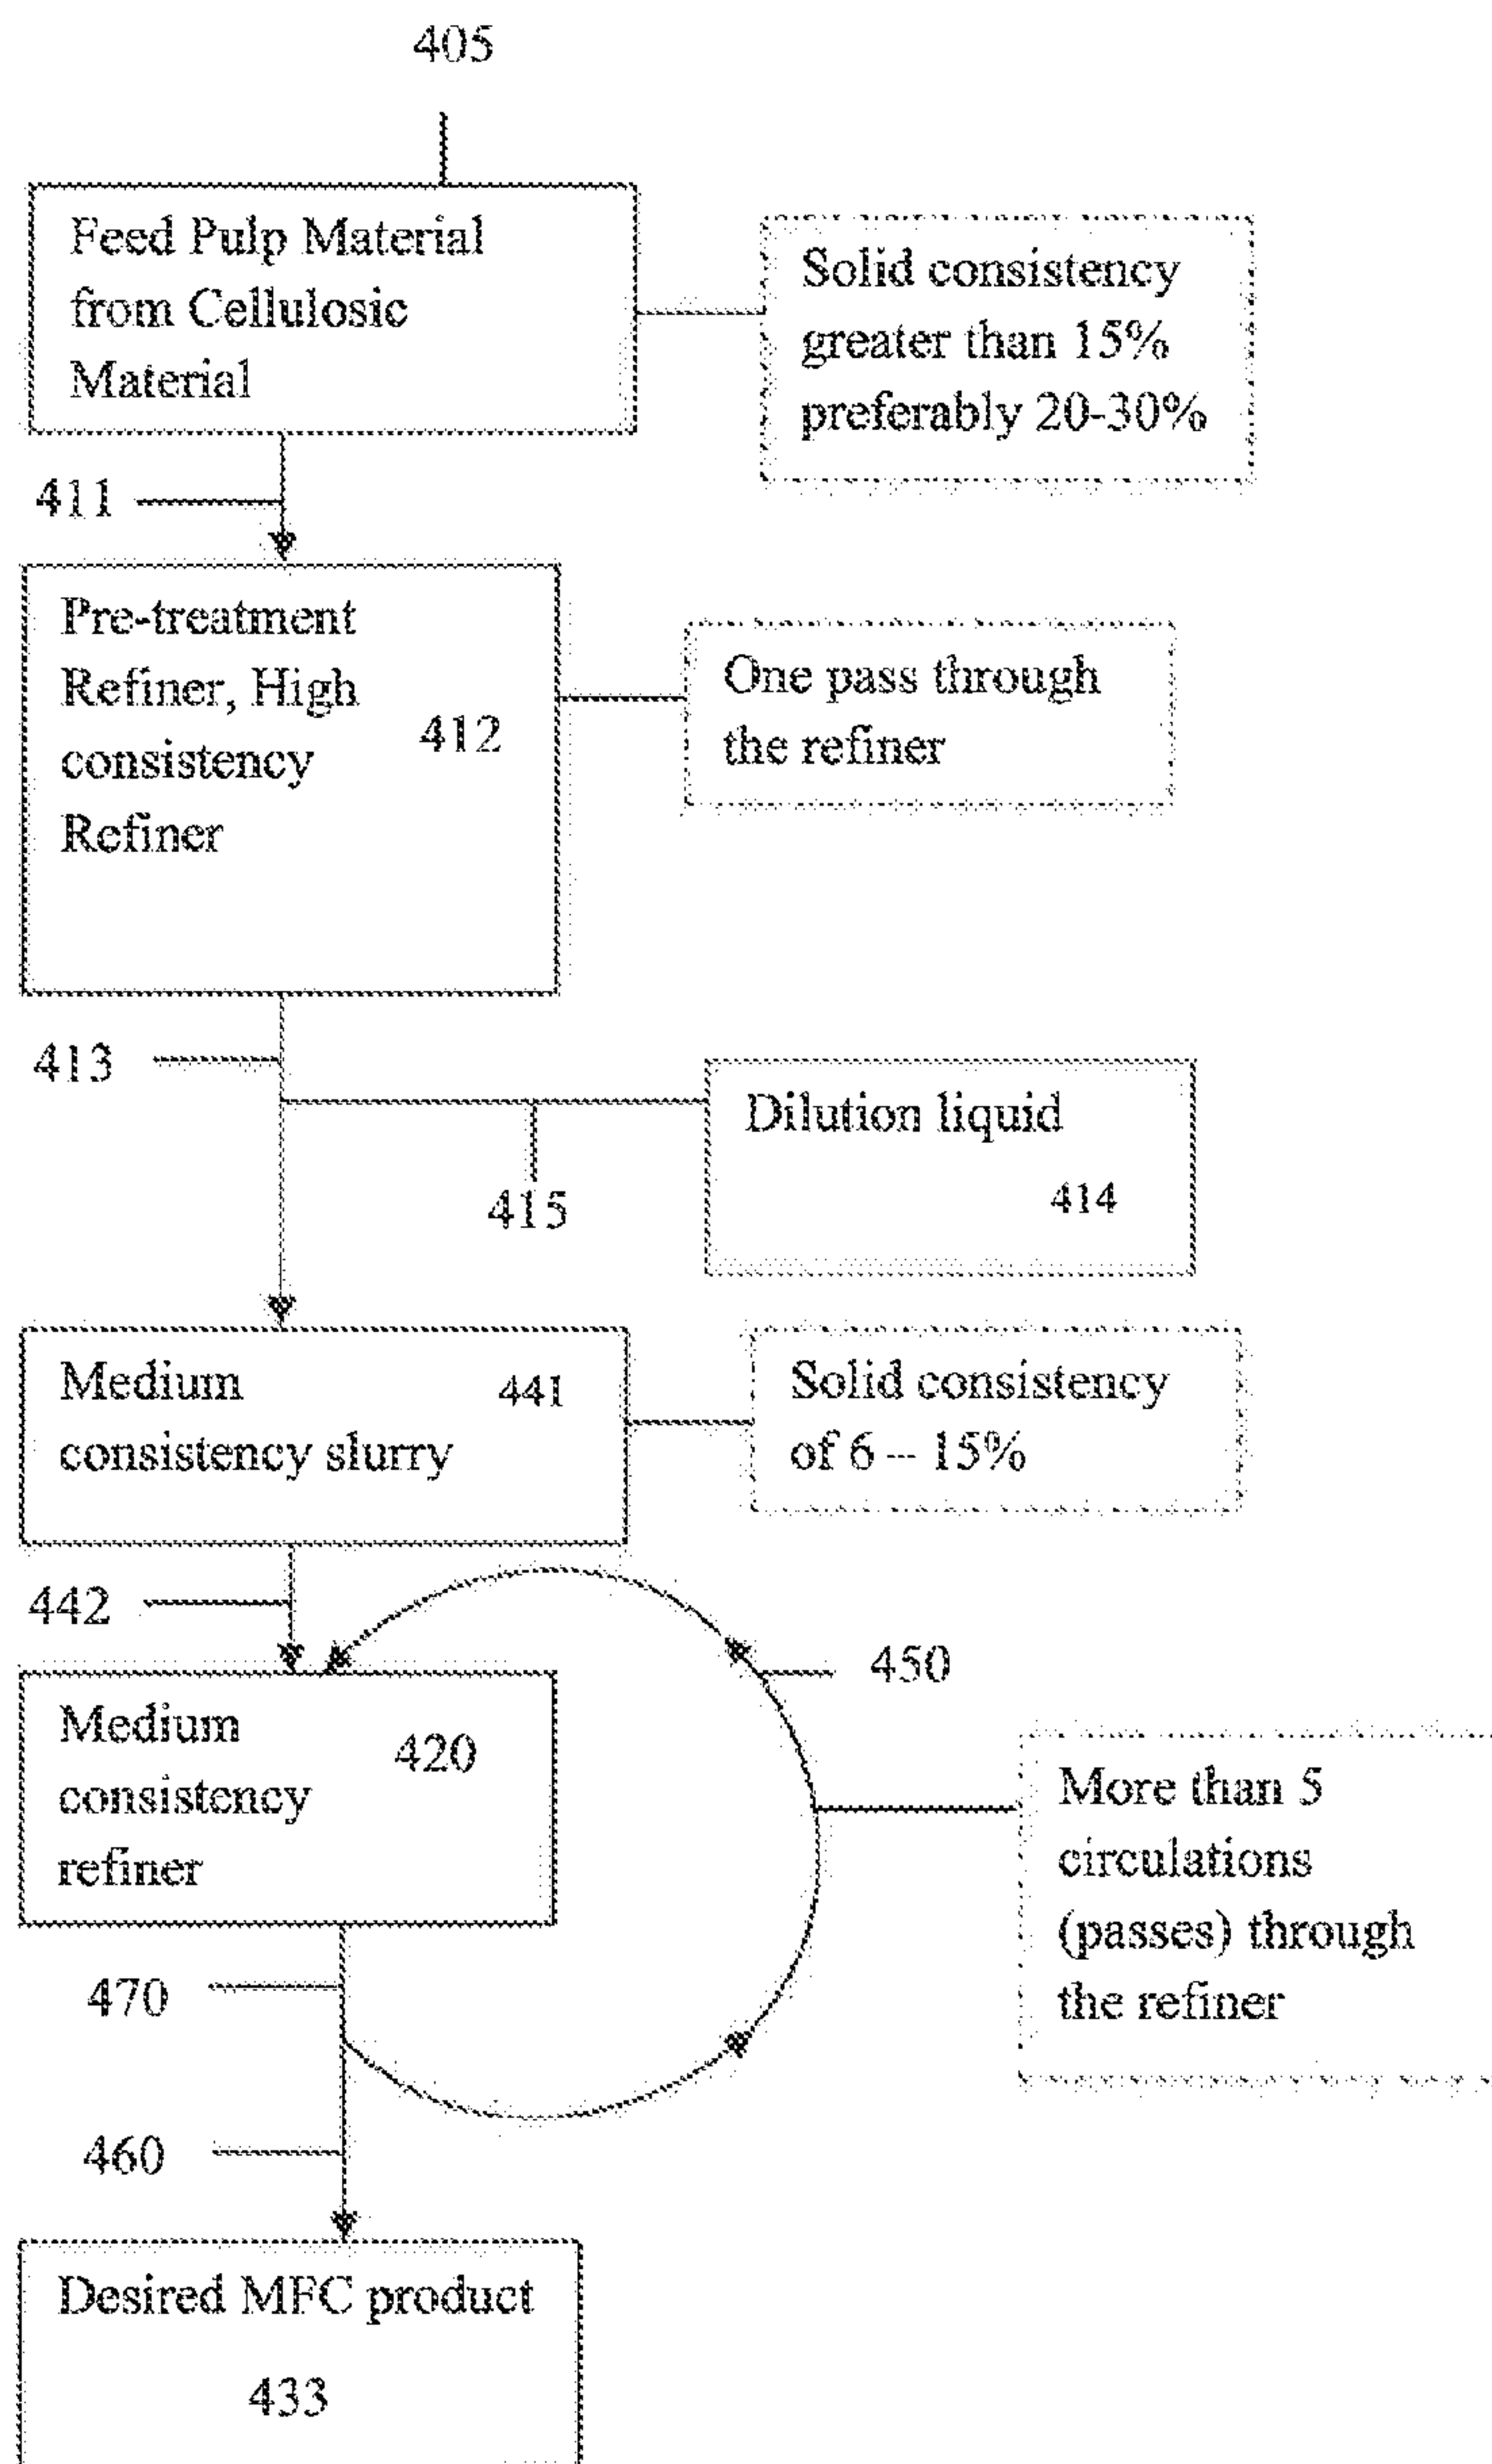 405
Feed Pulp Material
from Cellulosic
Material
Solid consistency
greater than 15%
preferably 20-30%
411
Pre-treatment
Refiner, High
consistency
Refiner
412
One pass through
the refiner
413
Dilution liquid
414
415
Medium
consistency slurry
441
Solid consistency
of 6 – 15%
442
450
Medium
consistency
refiner
420
More than 5
circulations
(passes) through
the refiner
470
460
Desired MFC product
433